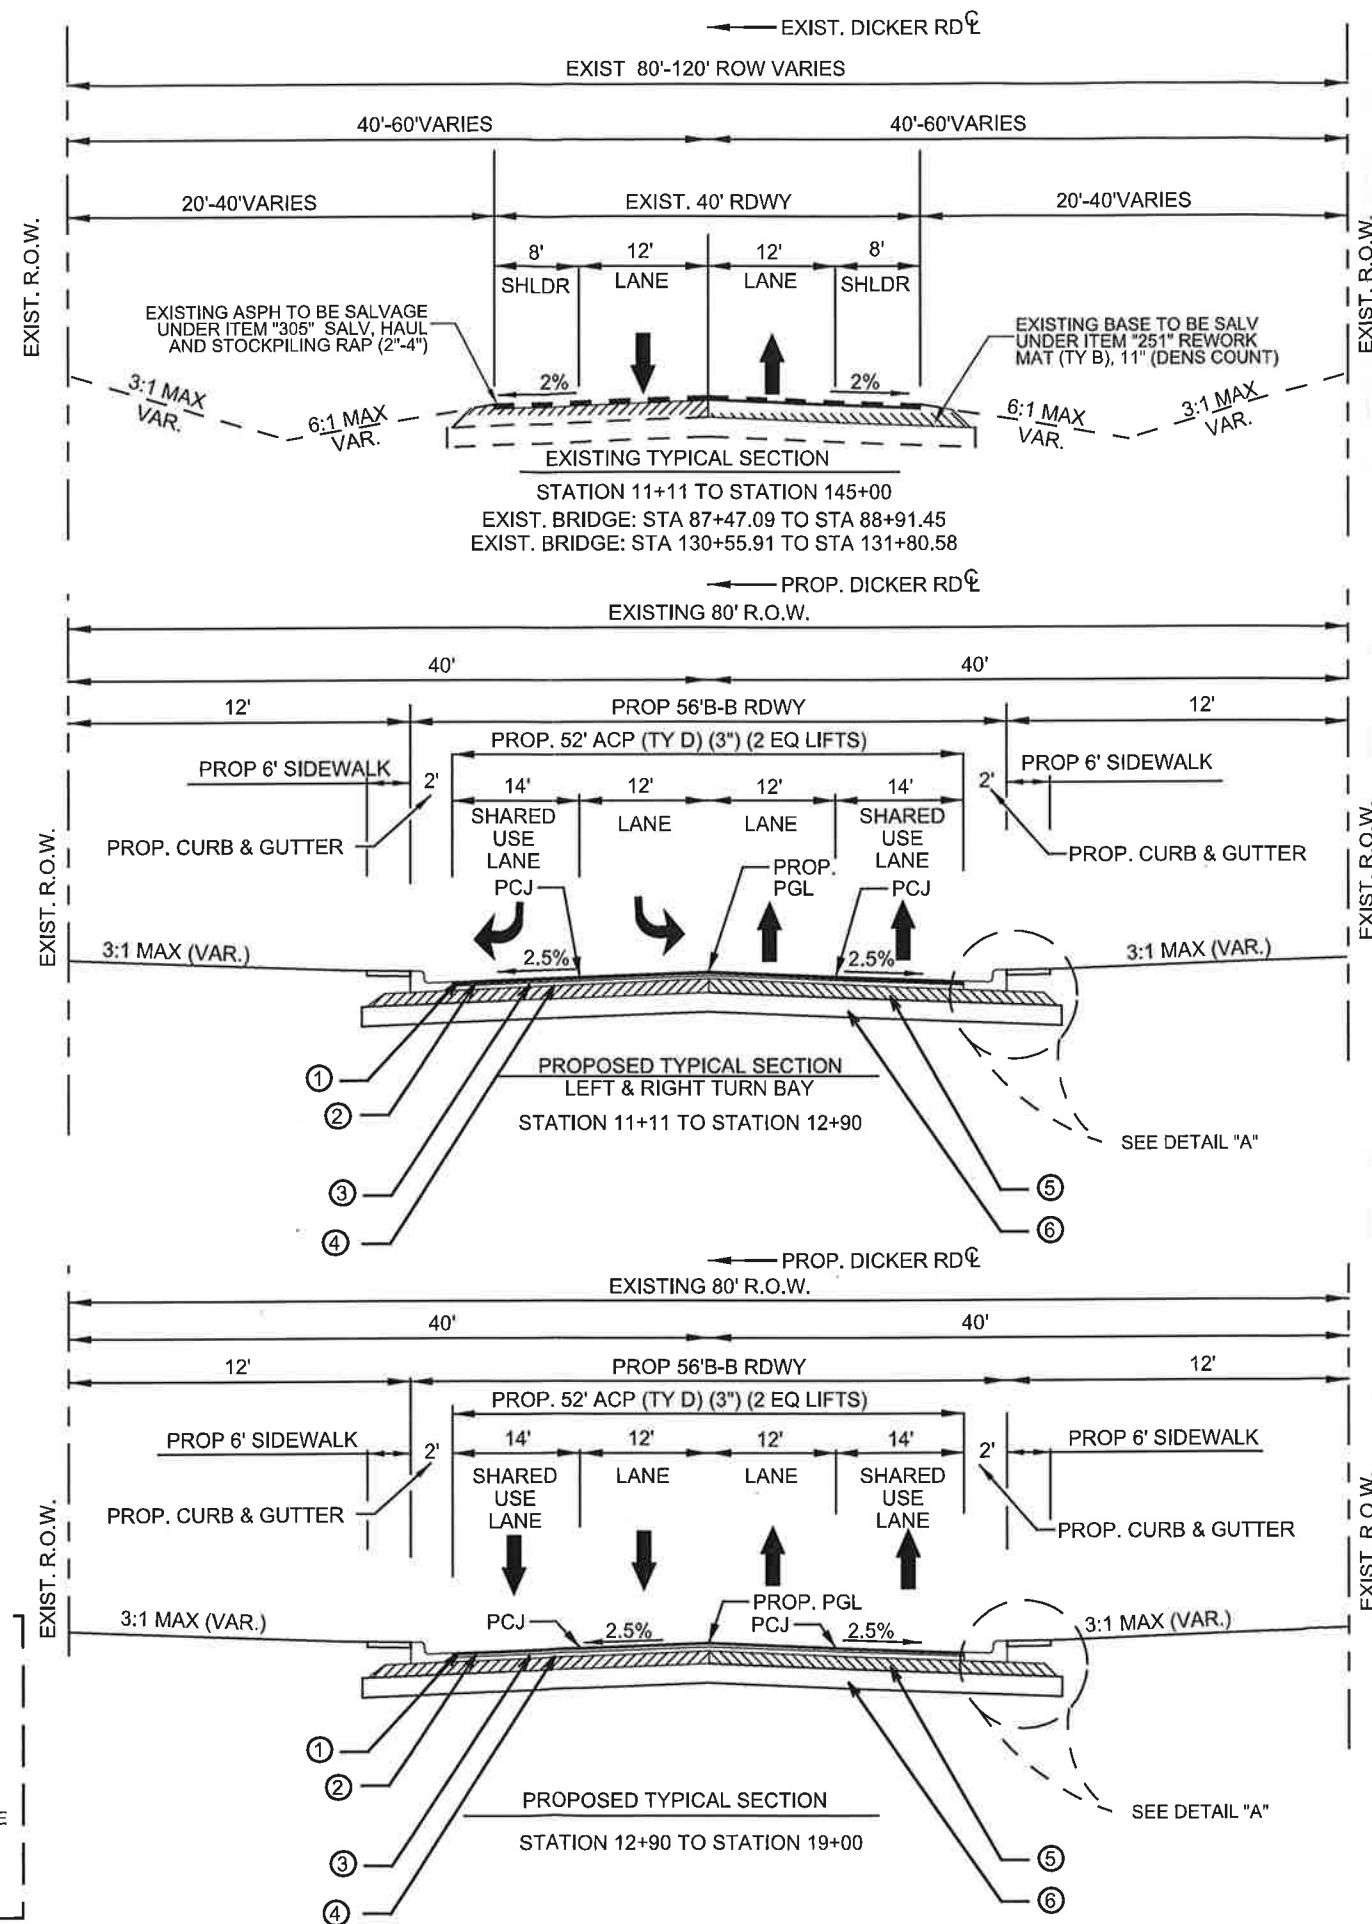 EXIST. DICKER RD ℄
EXIST 80'-120' ROW VARIES
40'-60'VARIES
40'-60'VARIES
20'-40'VARIES
EXIST. 40' RDWY
20'-40'VARIES
8'
12'
12'
8'
SHLDR
LANE
LANE
SHLDR
EXIST. R.O.W.
EXIST. R.O.W.
EXISTING ASPH TO BE SALVAGE
UNDER ITEM "305" SALV, HAUL
AND STOCKPILING RAP (2"-4")
EXISTING BASE TO BE SALV
UNDER ITEM "251" REWORK
MAT (TY B), 11" (DENS COUNT)
3:1 MAX
VAR.
6:1 MAX
VAR.
2%
2%
6:1 MAX
VAR.
3:1 MAX
VAR.
EXISTING TYPICAL SECTION
STATION 11+11 TO STATION 145+00
EXIST. BRIDGE: STA 87+47.09 TO STA 88+91.45
EXIST. BRIDGE: STA 130+55.91 TO STA 131+80.58
PROP. DICKER RD ℄
EXISTING 80' R.O.W.
40'
40'
12'
PROP 56'B-B RDWY
12'
PROP. 52' ACP (TY D) (3") (2 EQ LIFTS)
PROP 6' SIDEWALK
2'
14'
12'
12'
14'
2'
PROP 6' SIDEWALK
SHARED
USE
LANE
LANE
LANE
SHARED
USE
LANE
PROP. CURB & GUTTER
PROP. CURB & GUTTER
PCJ
PROP.
PGL
PCJ
EXIST. R.O.W.
EXIST. R.O.W.
3:1 MAX (VAR.)
2.5%
2.5%
3:1 MAX (VAR.)
1
2
3
4
5
6
PROPOSED TYPICAL SECTION
LEFT & RIGHT TURN BAY
STATION 11+11 TO STATION 12+90
SEE DETAIL "A"
PROP. DICKER RD ℄
EXISTING 80' R.O.W.
40'
40'
12'
PROP 56'B-B RDWY
12'
PROP. 52' ACP (TY D) (3") (2 EQ LIFTS)
PROP 6' SIDEWALK
2'
14'
12'
12'
14'
2'
PROP 6' SIDEWALK
SHARED
USE
LANE
LANE
LANE
SHARED
USE
LANE
PROP. CURB & GUTTER
PROP. CURB & GUTTER
EXIST. R.O.W.
EXIST. R.O.W.
3:1 MAX (VAR.)
PCJ
2.5%
PROP. PGL
PCJ
2.5%
3:1 MAX (VAR.)
1
2
3
4
5
6
PROPOSED TYPICAL SECTION
STATION 12+90 TO STATION 19+00
SEE DETAIL "A"